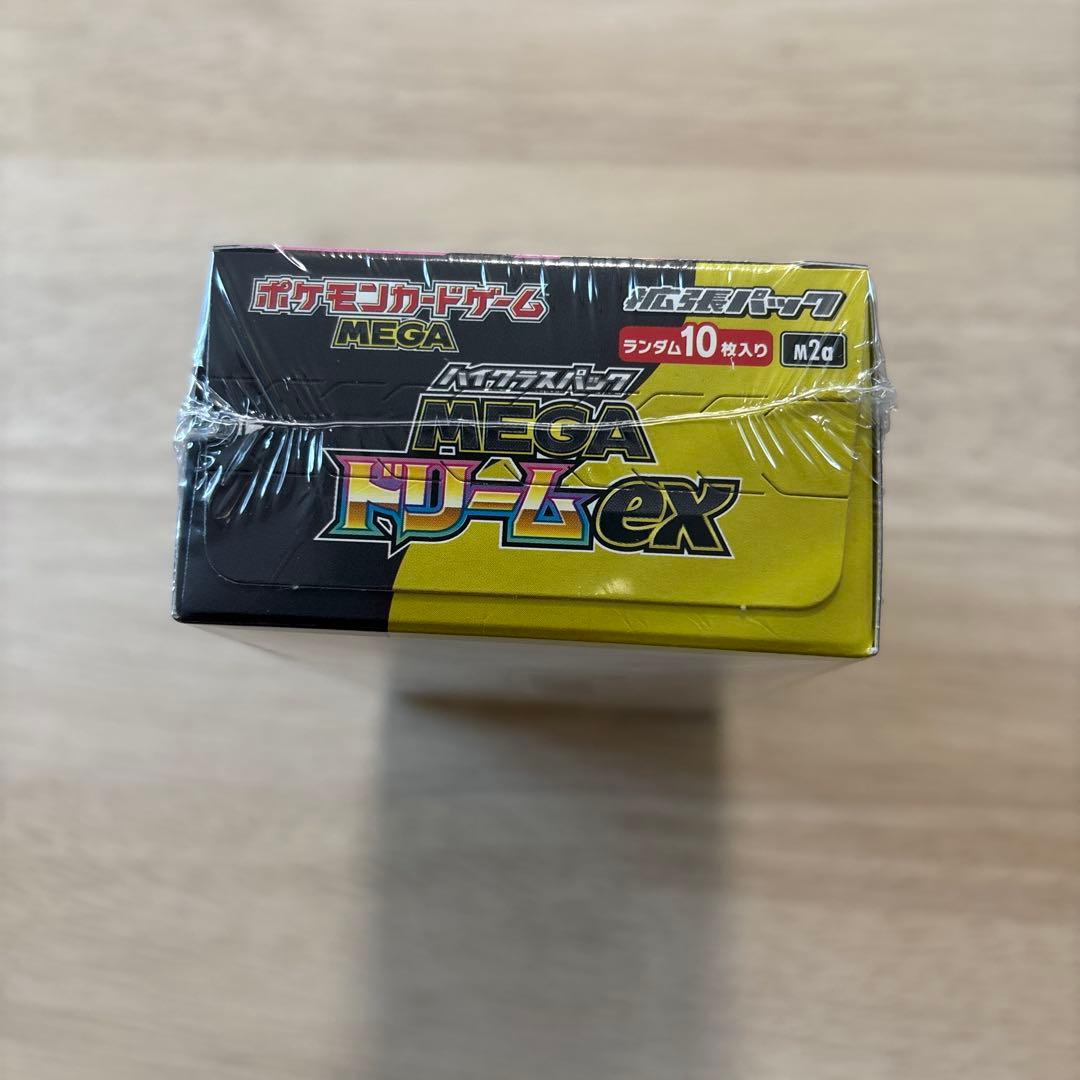 ポケモンカードゲーム
MEGA
拡張パック
ランダム10枚入り
M2a
ハイクラスパック
MEGA
ドリームex